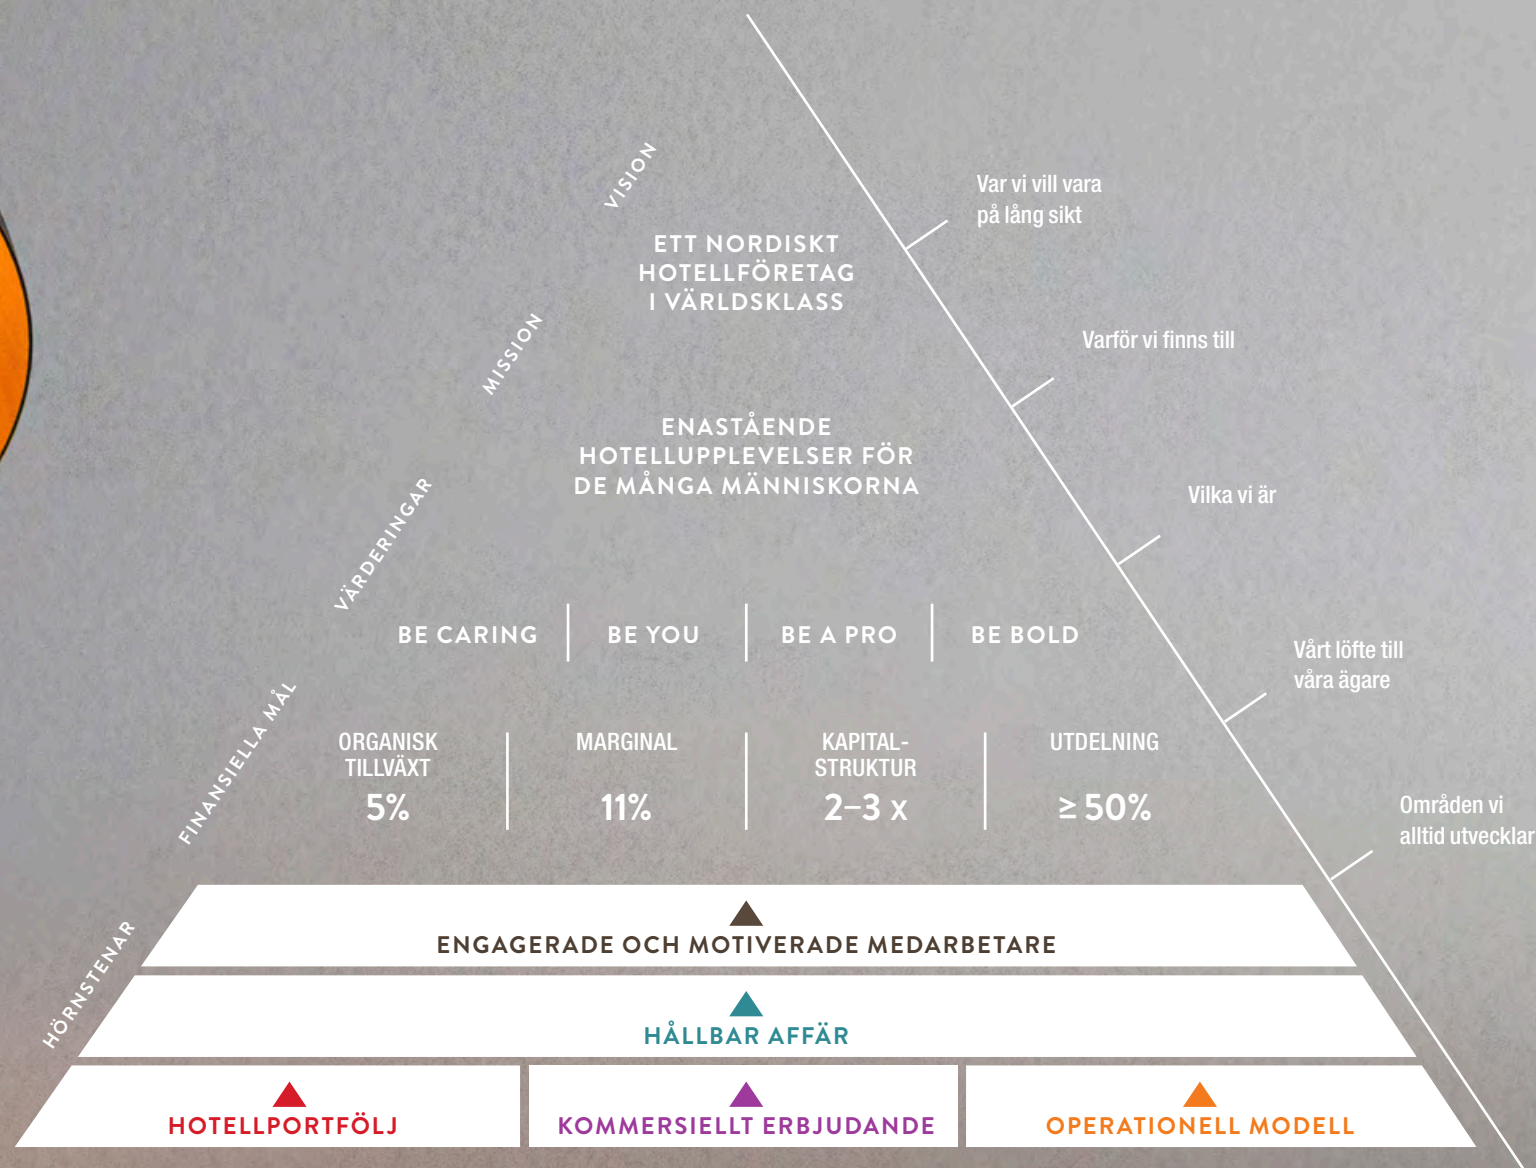 VISION
Var vi vill vara
på lång sikt
ETT NORDISKT
HOTELLFÖRETAG
I VÄRLDSKLASS
MISSION
Varför vi finns till
ENASTÅENDE
HOTELLUPPLEVELSER FÖR
DE MÅNGA MÄNNISKORNA
VÄRDERINGAR
Vilka vi är
BE CARING
BE YOU
BE A PRO
BE BOLD
FINANSIELLA MÅL
Vårt löfte till
våra ägare
ORGANISK
TILLVÄXT
5%
MARGINAL
11%
KAPITAL-
STRUKTUR
2–3 x
UTDELNING
≥ 50%
HÖRNSTENAR
Områden vi
alltid utvecklar
ENGAGERADE OCH MOTIVERADE MEDARBETARE
HÅLLBAR AFFÄR
HOTELLPORTFÖLJ
KOMMERSIELLT ERBJUDANDE
OPERATIONELL MODELL